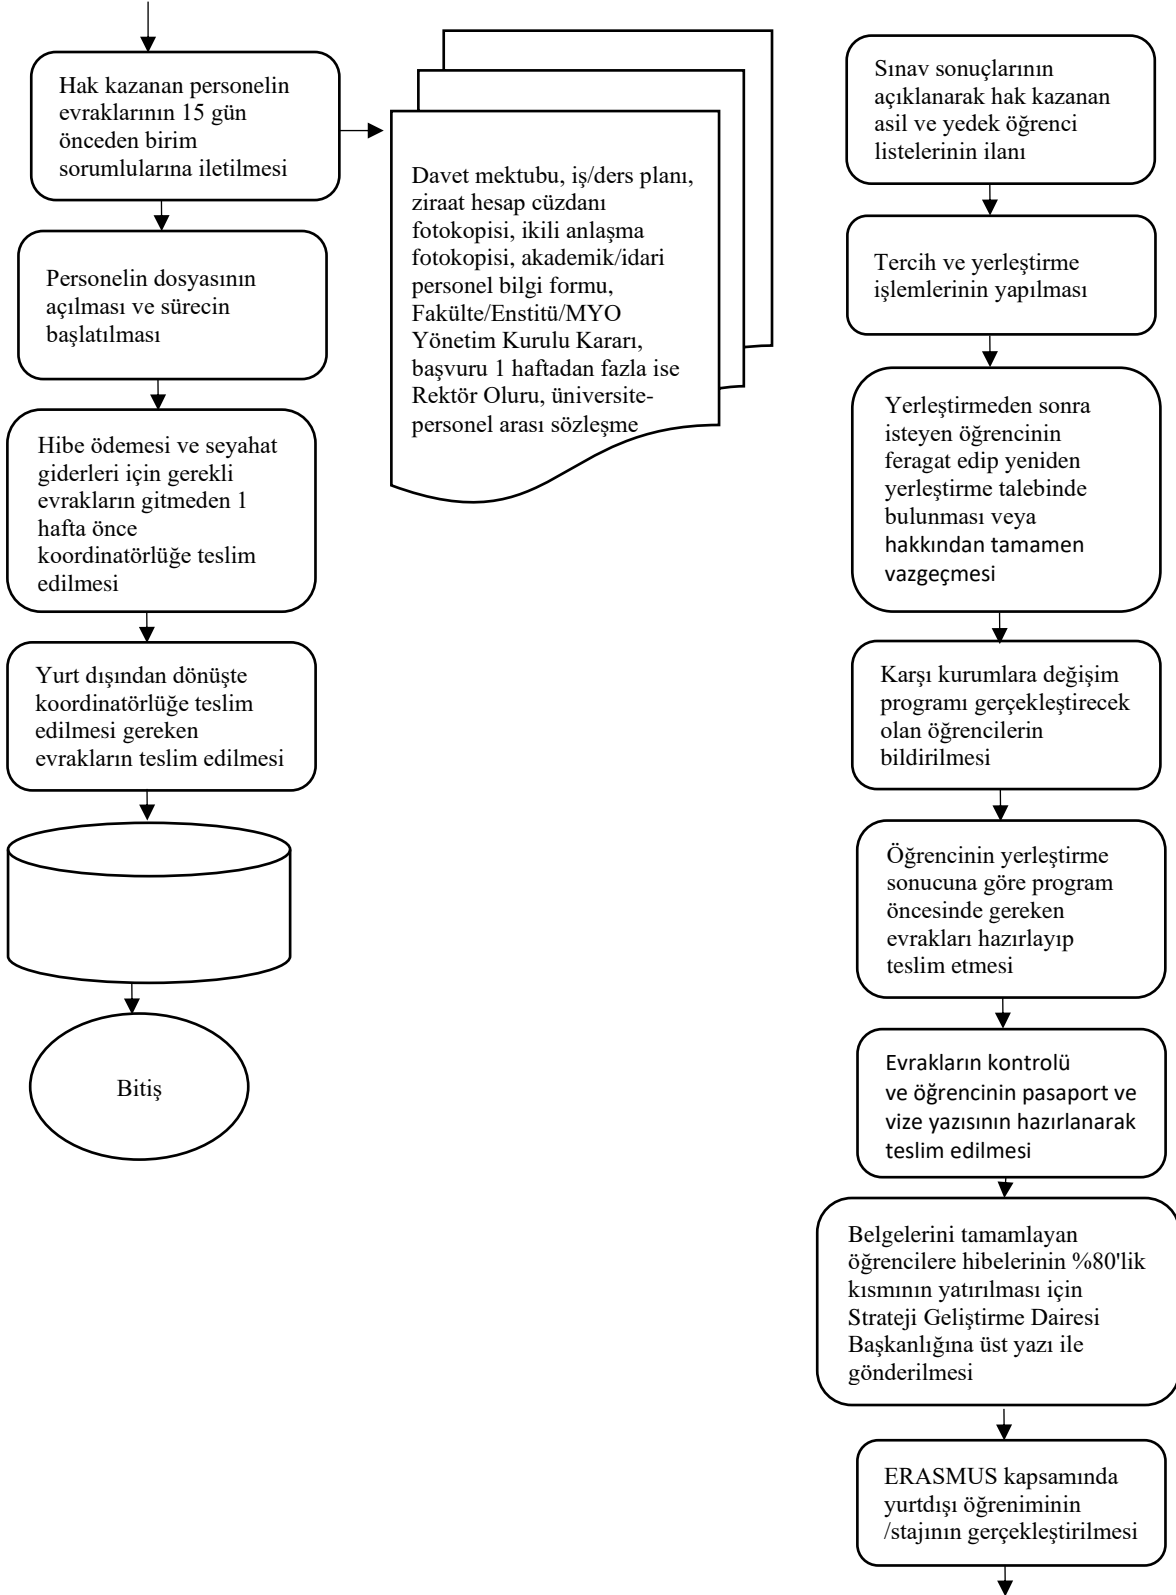 Hak kazanan personelin
evraklarının 15 gün
önceden birim
sorumlularına iletilmesi
Personelin dosyasının
açılması ve sürecin
başlatılması
Hibe ödemesi ve seyahat
giderleri için gerekli
evrakların gitmeden 1
hafta önce
koordinatörlüğe teslim
edilmesi
Yurt dışından dönüşte
koordinatörlüğe teslim
edilmesi gereken
evrakların teslim edilmesi
Bitiş
Davet mektubu, iş/ders planı,
ziraat hesap cüzdanı
fotokopisi, ikili anlaşma
fotokopisi, akademik/idari
personel bilgi formu,
Fakülte/Enstitü/MYO
Yönetim Kurulu Kararı,
başvuru 1 haftadan fazla ise
Rektör Oluru, üniversite-
personel arası sözleşme
Sınav sonuçlarının
açıklanarak hak kazanan
asil ve yedek öğrenci
listelerinin ilanı
Tercih ve yerleştirme
işlemlerinin yapılması
Yerleştirmeden sonra
isteyen öğrencinin
feragat edip yeniden
yerleştirme talebinde
bulunması veya
hakkından tamamen
vazgeçmesi
Karşı kurumlara değişim
programı gerçekleştirecek
olan öğrencilerin
bildirilmesi
Öğrencinin yerleştirme
sonucuna göre program
öncesinde gereken
evrakları hazırlayıp
teslim etmesi
Evrakların kontrolü
ve öğrencinin pasaport ve
vize yazısının hazırlanarak
teslim edilmesi
Belgelerini tamamlayan
öğrencilere hibelerinin %80'lik
kısmının yatırılması için
Strateji Geliştirme Dairesi
Başkanlığına üst yazı ile
gönderilmesi
ERASMUS kapsamında
yurtdışı öğreniminin
/stajının gerçekleştirilmesi